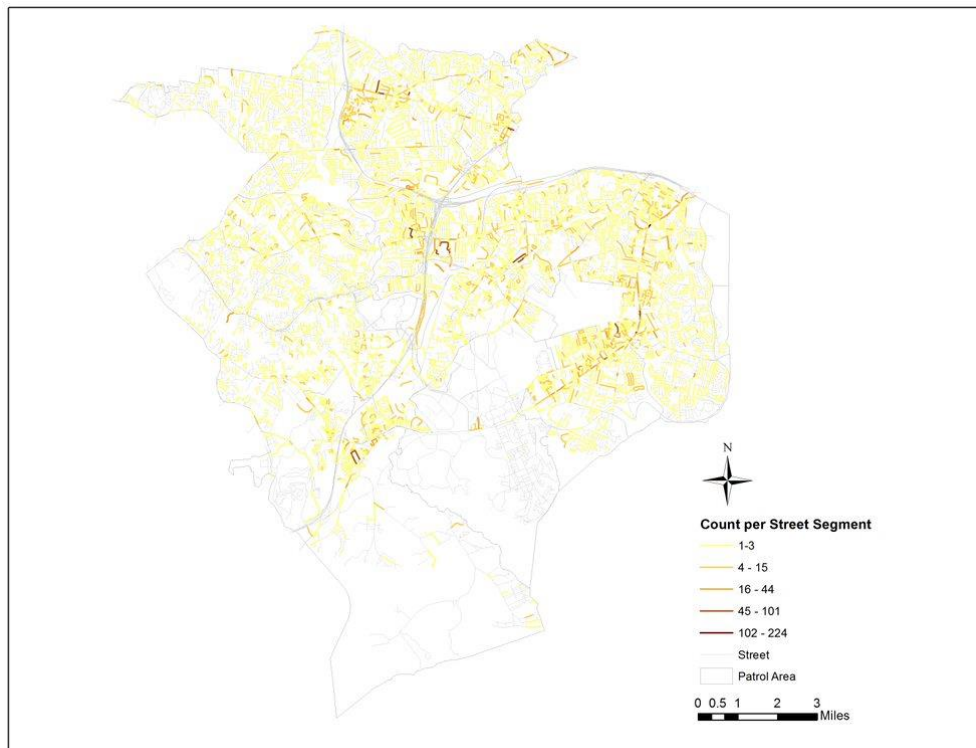 N
Count per Street Segment
1-3
4 - 15
16 - 44
45 - 101
102 - 224
Street
Patrol Area
0 0.5 1 2 3
Miles